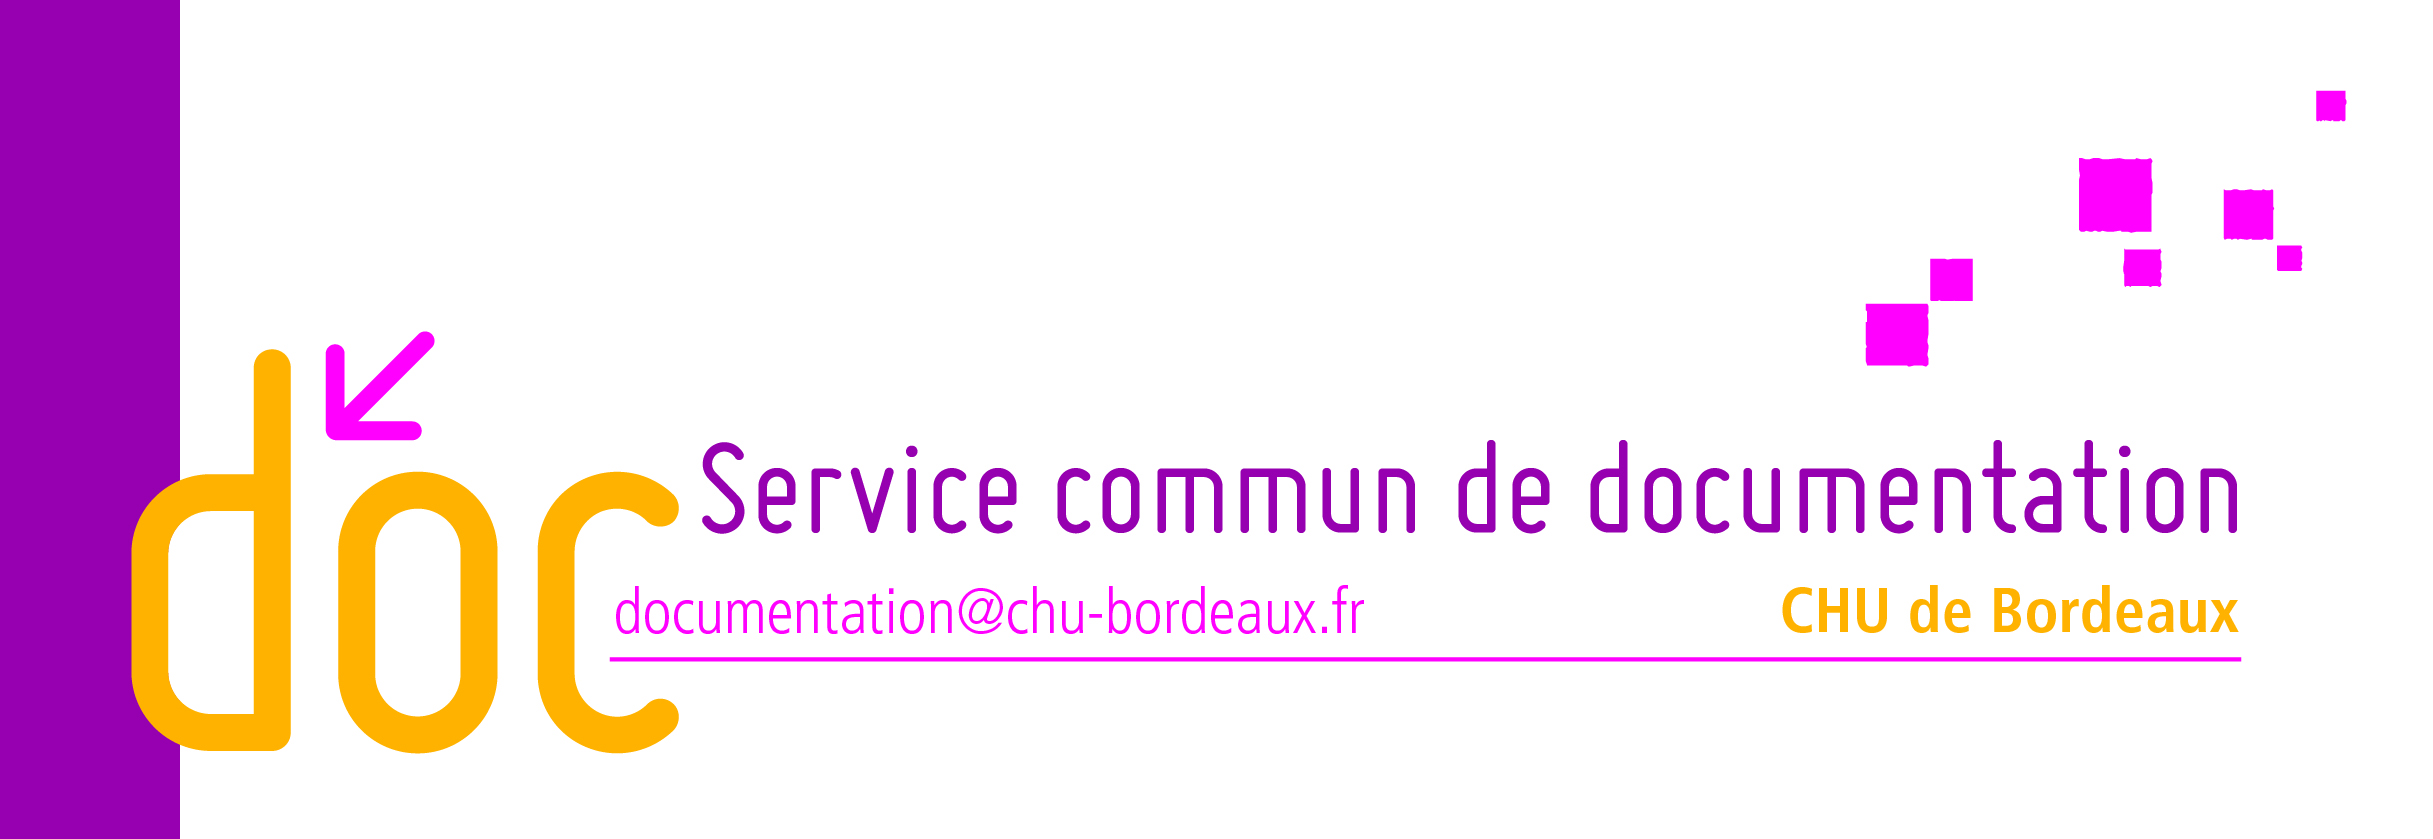 doc
Service commun de documentation
documentation@chu-bordeaux.fr
CHU de Bordeaux